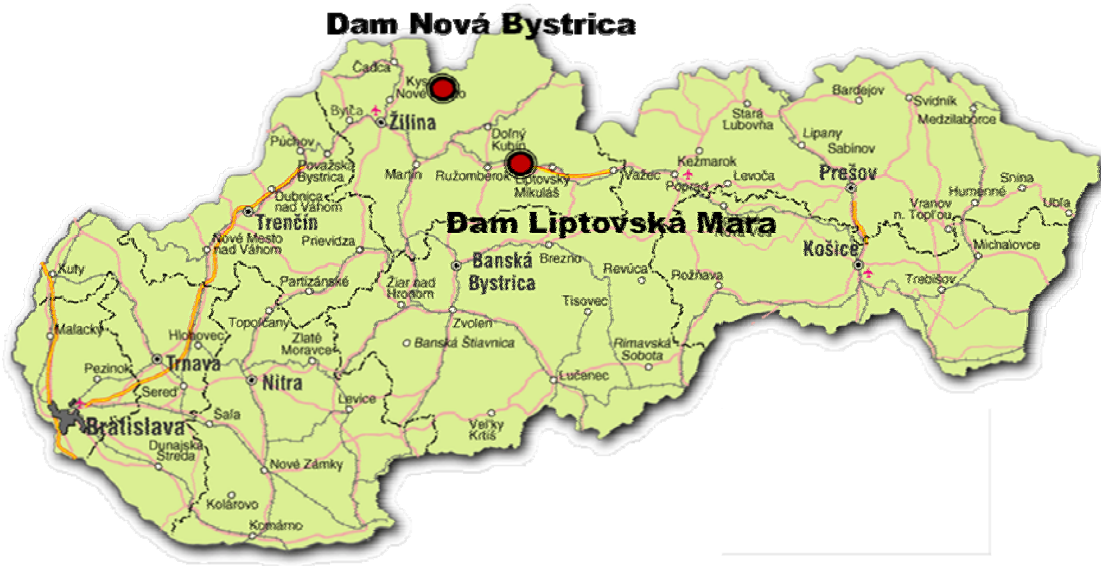 Dam Nová Bystrica
Čadca
Kys
Nové
Bytča
Žilina
Dolný
Kubín
Púchov
Považská
Bystrica
Martin
Ružomberok
Liptovský
Mikuláš
Važec
Kežmarok
Poprad
Levoča
Stará
Lubovňa
Bardejov
Svidník
Medzilaborce
Lipany
Sabinov
Prešov
Snina
Humenné
Vranov
n. Topľou
Ubľa
Dubnica
nad Váhom
Trenčín
Dam Liptovská Mara
Nové Mesto
nad Váhom
Prievidza
Banská
Bystrica
Brezno
Revúca
Rožňava
Košice
Michalovce
Trebišov
Kúty
Partizánske
Žiar nad
Hronom
Tisovec
Malacky
Hlohovec
Topoľčany
Zlaté
Moravce
Zvolen
Banská Štiavnica
Rimavská
Sobota
Pezinok
Trnava
Nitra
Lučenec
Sereď
Levice
Bratislava
Šaľa
Veľký
Krtíš
Dunajská
Streda
Nové Zámky
Kolárovo
Komárno